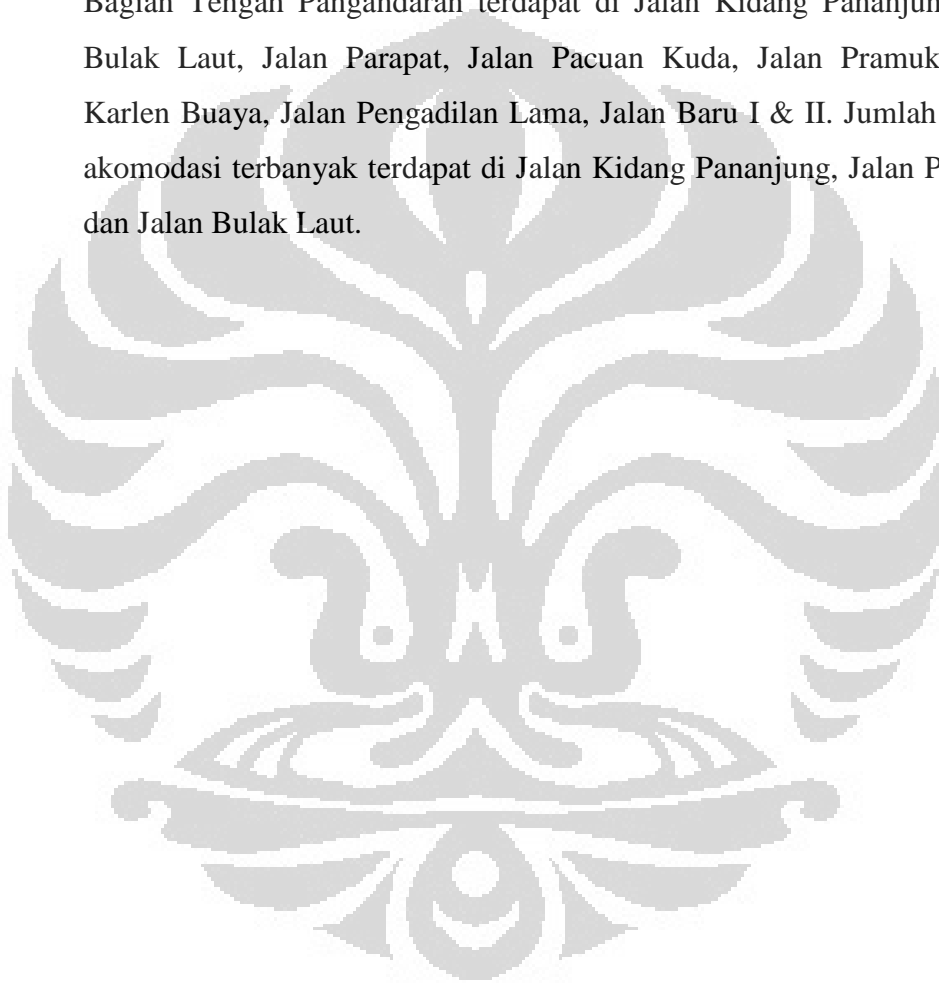 Bagian Tengah Pangandaran terdapat di Jalan Kidang Pananjun
Bulak Laut, Jalan Parapat, Jalan Pacuan Kuda, Jalan Pramuk
Karlen Buaya, Jalan Pengadilan Lama, Jalan Baru I & II. Jumlah
akomodasi terbanyak terdapat di Jalan Kidang Pananjung, Jalan P
dan Jalan Bulak Laut.